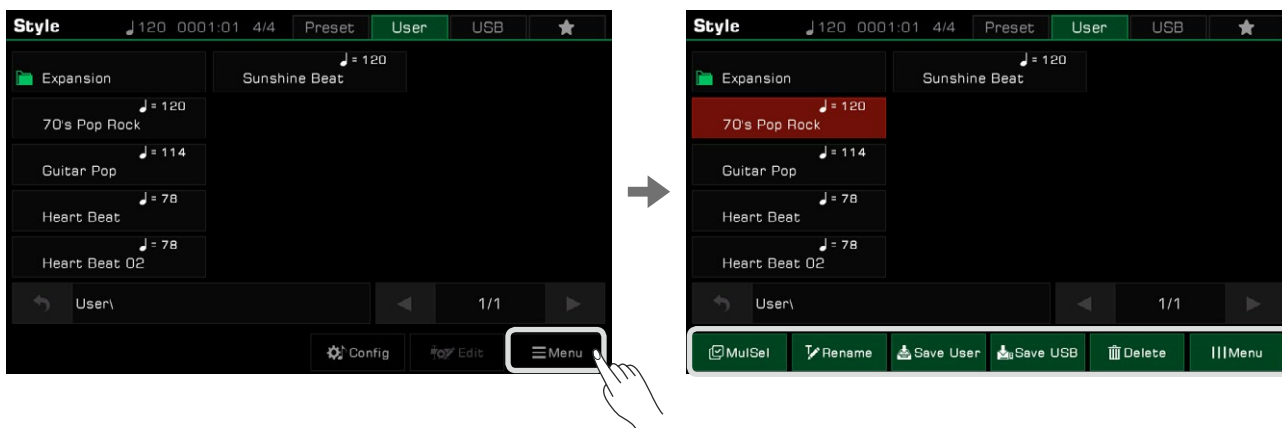 Style ♩120 0001:01 4/4 Preset User USB ★
♩= 120
Expansion Sunshine Beat
♩= 120
70's Pop Rock
♩= 114
Guitar Pop
♩= 78
Heart Beat
♩= 78
Heart Beat 02
User\ 1/1
Config Edit Menu
Style ♩120 0001:01 4/4 Preset User USB ★
♩= 120
Expansion Sunshine Beat
♩= 120
70's Pop Rock
♩= 114
Guitar Pop
♩= 78
Heart Beat
♩= 78
Heart Beat 02
User\ 1/1
MulSel Rename Save User Save USB Delete Menu